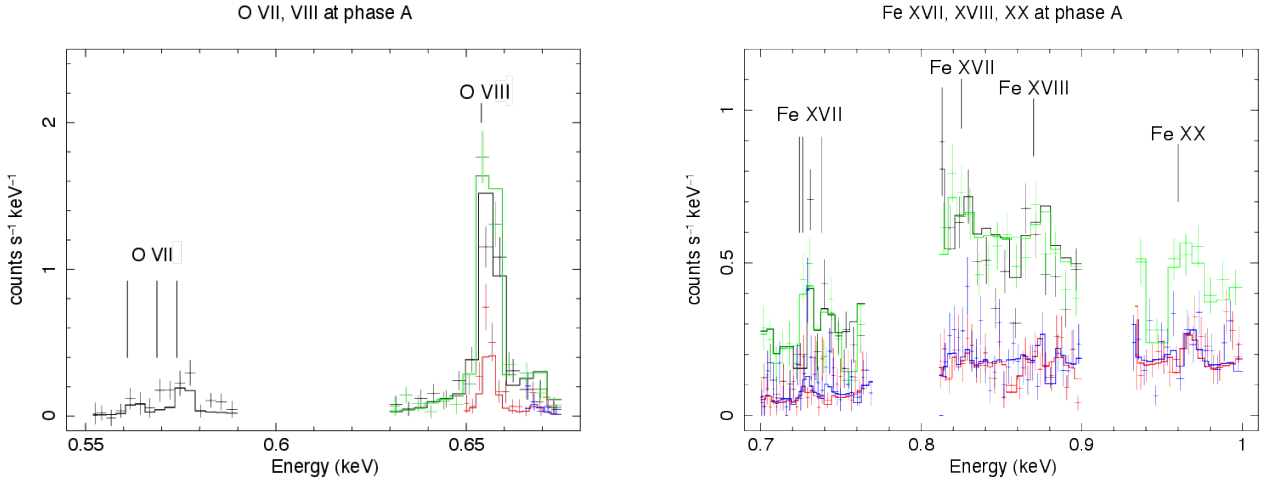 O VII, VIII at phase A
O VIII
O VII
counts s⁻¹ keV⁻¹
2
1
0
0.55
0.6
0.65
Energy (keV)
Fe XVII, XVIII, XX at phase A
Fe XVII
Fe XVIII
Fe XVII
Fe XX
counts s⁻¹ keV⁻¹
1
0.5
0
0.7
0.8
0.9
1
Energy (keV)